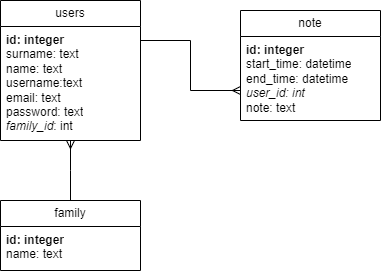 users
id: integer
surname: text
name: text
username:text
email: text
password: text
family_id: int
note
id: integer
start_time: datetime
end_time: datetime
user_id: int
note: text
family
id: integer
name: text